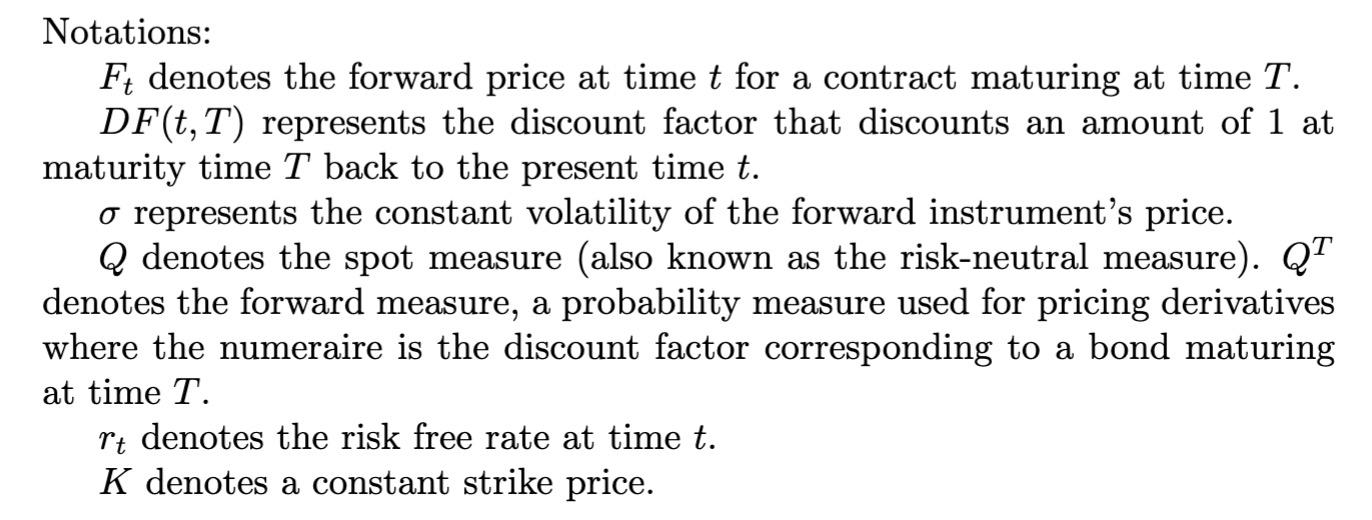 Notations:
F_t denotes the forward price at time t for a contract maturing at time T.
DF(t, T) represents the discount factor that discounts an amount of 1 at
maturity time T back to the present time t.
σ represents the constant volatility of the forward instrument's price.
Q denotes the spot measure (also known as the risk-neutral measure). Q^T
denotes the forward measure, a probability measure used for pricing derivatives
where the numeraire is the discount factor corresponding to a bond maturing
at time T.
r_t denotes the risk free rate at time t.
K denotes a constant strike price.